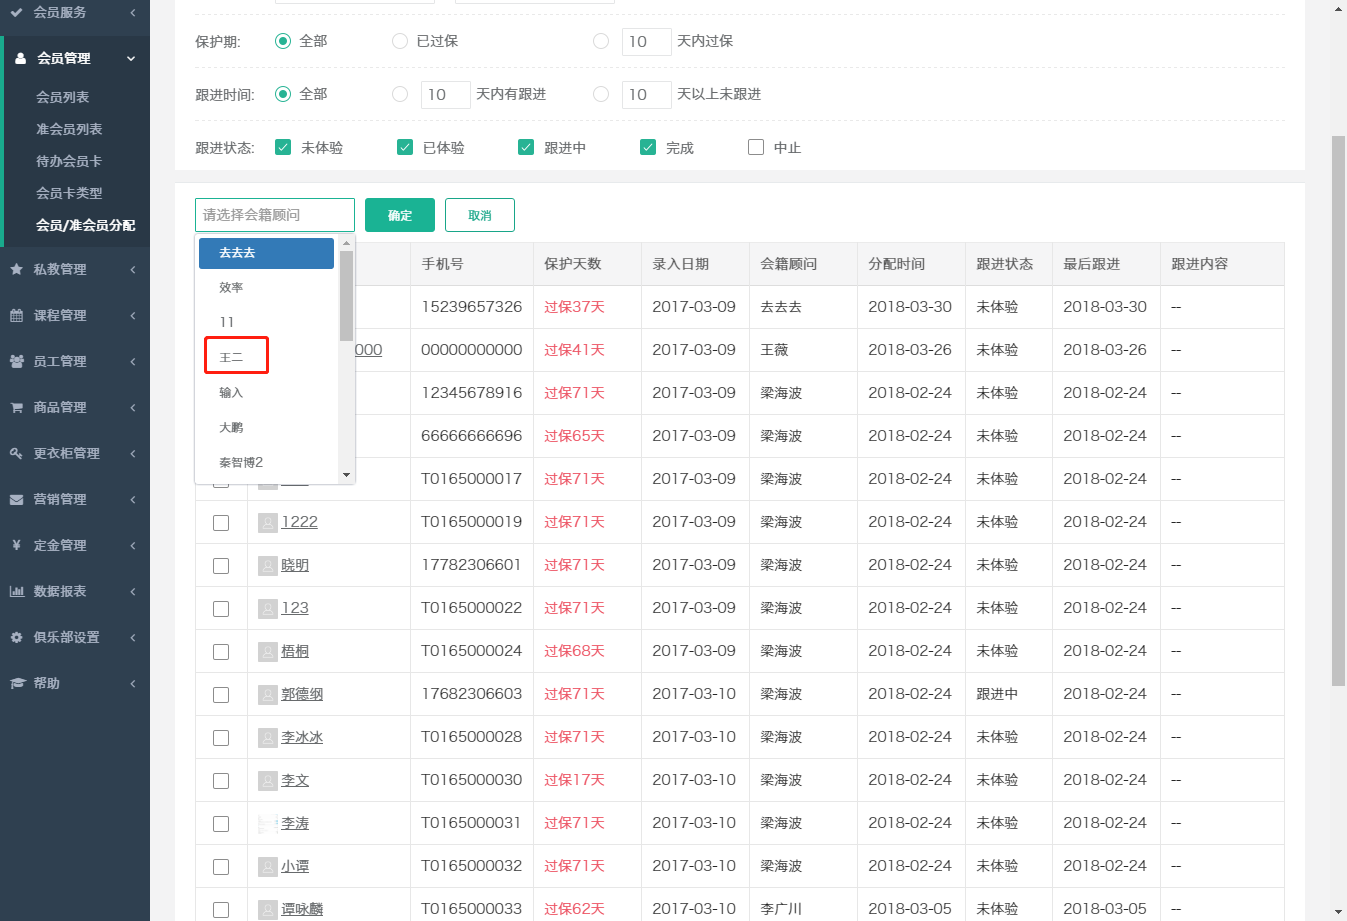 会员服务
会员管理
会员列表
准会员列表
待办会员卡
会员卡类型
会员/准会员分配
私教管理
课程管理
员工管理
商品管理
更衣柜管理
营销管理
定金管理
数据报表
俱乐部设置
帮助
保护期: 全部 已过保 10 天内过保
跟进时间: 全部 10 天内有跟进 10 天以上未跟进
跟进状态: 未体验 已体验 跟进中 完成 中止
请选择会籍顾问 确定 取消
去去去
效率
11
王二
输入
大鹏
秦智博2
手机号 保护天数 录入日期 会籍顾问 分配时间 跟进状态 最后跟进 跟进内容
15239657326 过保37天 2017-03-09 去去去 2018-03-30 未体验 2018-03-30 --
000 00000000000 过保41天 2017-03-09 王薇 2018-03-26 未体验 2018-03-26 --
12345678916 过保71天 2017-03-09 梁海波 2018-02-24 未体验 2018-02-24 --
66666666696 过保65天 2017-03-09 梁海波 2018-02-24 未体验 2018-02-24 --
T0165000017 过保71天 2017-03-09 梁海波 2018-02-24 未体验 2018-02-24 --
1222 T0165000019 过保71天 2017-03-09 梁海波 2018-02-24 未体验 2018-02-24 --
晓明 17782306601 过保71天 2017-03-09 梁海波 2018-02-24 未体验 2018-02-24 --
123 T0165000022 过保71天 2017-03-09 梁海波 2018-02-24 未体验 2018-02-24 --
梧桐 T0165000024 过保68天 2017-03-09 梁海波 2018-02-24 未体验 2018-02-24 --
郭德纲 17682306603 过保71天 2017-03-10 梁海波 2018-02-24 跟进中 2018-02-24 --
李冰冰 T0165000028 过保71天 2017-03-10 梁海波 2018-02-24 未体验 2018-02-24 --
李文 T0165000030 过保17天 2017-03-10 梁海波 2018-02-24 未体验 2018-02-24 --
李涛 T0165000031 过保71天 2017-03-10 梁海波 2018-02-24 未体验 2018-02-24 --
小谭 T0165000032 过保71天 2017-03-10 梁海波 2018-02-24 未体验 2018-02-24 --
谭咏麟 T0165000033 过保62天 2017-03-10 李广川 2018-03-05 未体验 2018-03-05 --